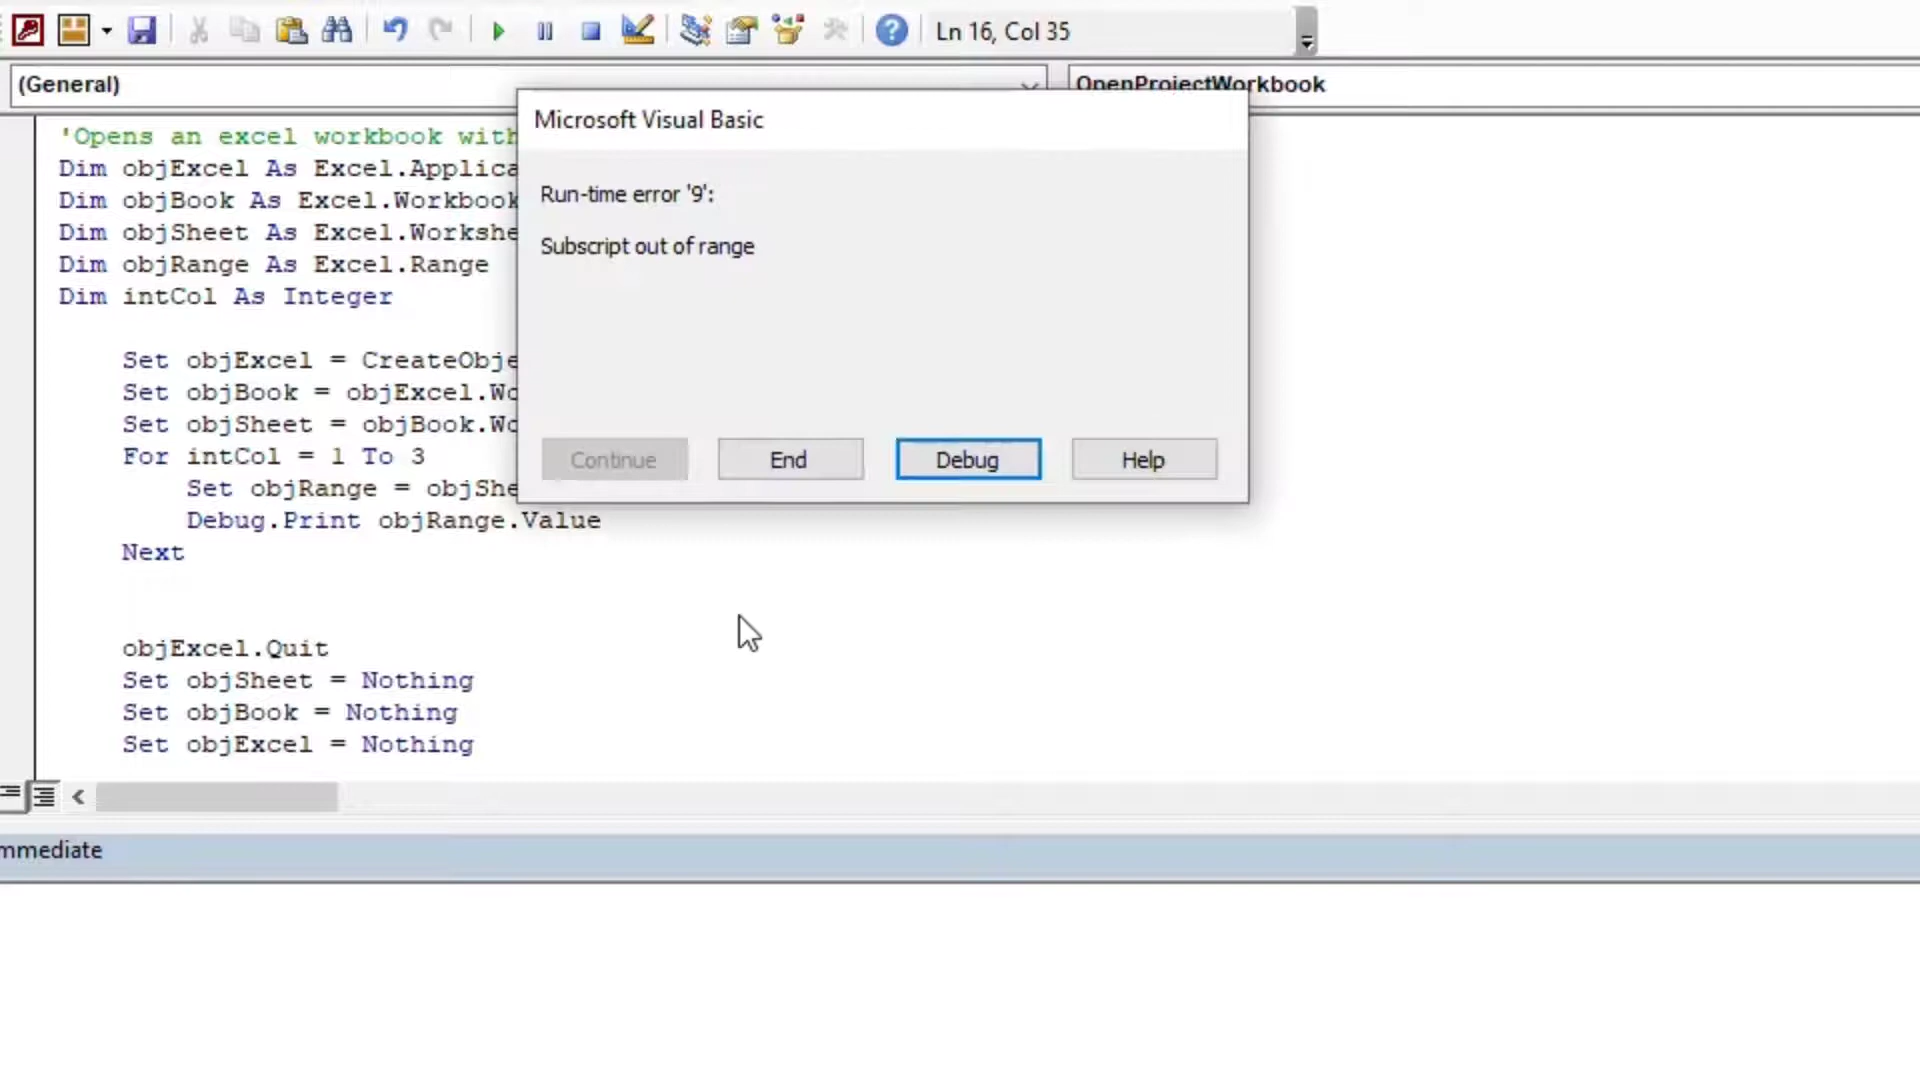 Ln 16, Col 35
(General)
OpenProjectWorkbook
Microsoft Visual Basic
Run-time error '9':
Subscript out of range
Continue
End
Debug
Help
'Opens an excel workbook with
Dim objExcel As Excel.Applica
Dim objBook As Excel.Workbook
Dim objSheet As Excel.Workshe
Dim objRange As Excel.Range
Dim intCol As Integer
Set objExcel = CreateObje
Set objBook = objExcel.Wo
Set objSheet = objBook.Wo
For intCol = 1 To 3
Set objRange = objShe
Debug.Print objRange.Value
Next
objExcel.Quit
Set objSheet = Nothing
Set objBook = Nothing
Set objExcel = Nothing
mmediate